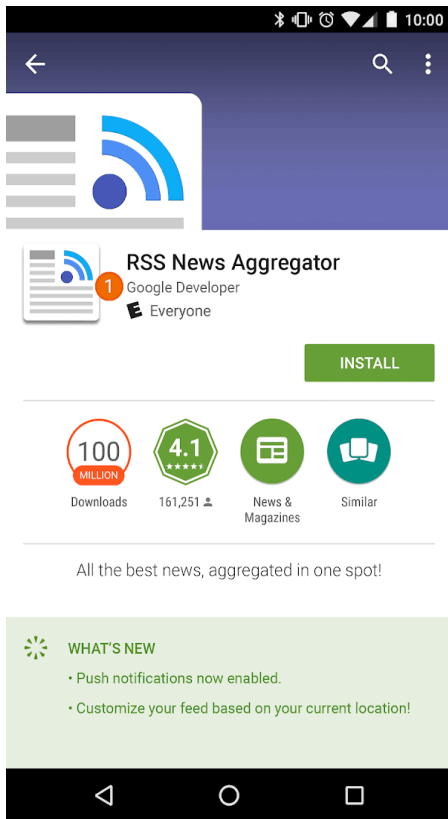 10:00
RSS News Aggregator
1
Google Developer
E Everyone
INSTALL
100
MILLION
Downloads
4.1
161,251
News &
Magazines
Similar
All the best news, aggregated in one spot!
WHAT'S NEW
• Push notifications now enabled.
• Customize your feed based on your current location!